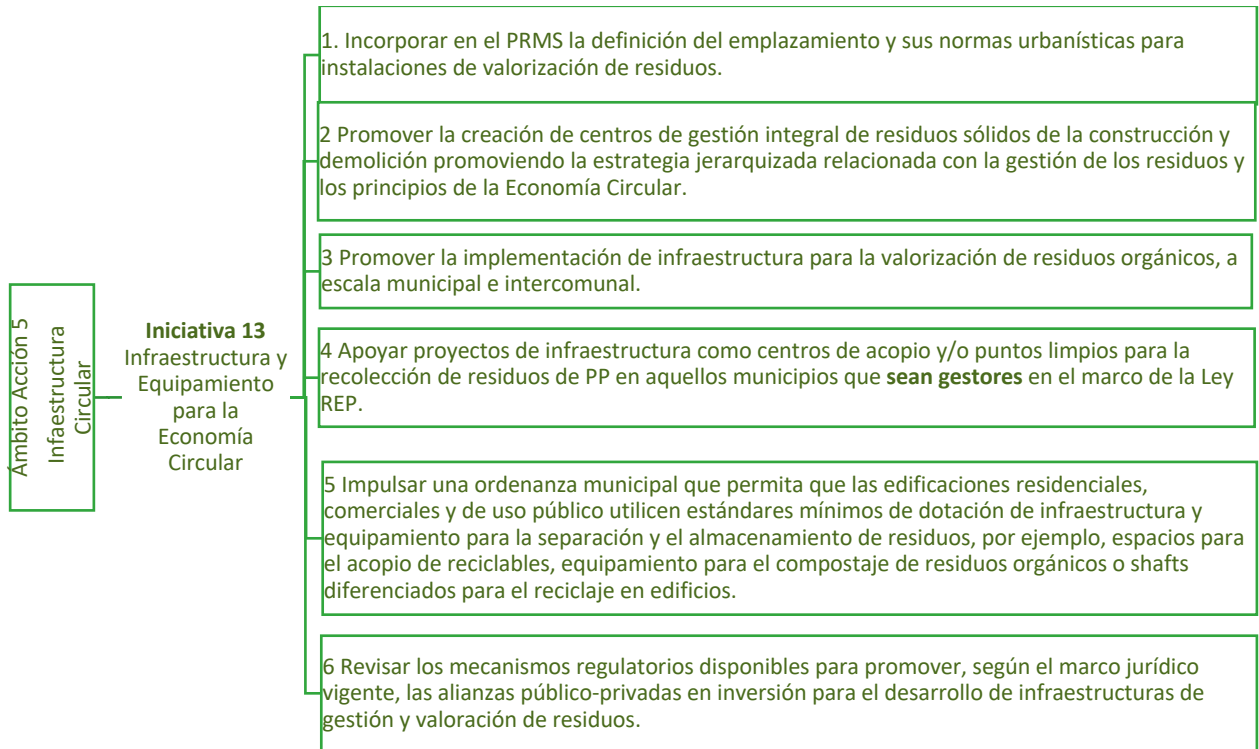 Ámbito Acción 5
Infaestructura
Circular
Iniciativa 13
Infraestructura y
Equipamiento
para la
Economía
Circular
1. Incorporar en el PRMS la definición del emplazamiento y sus normas urbanísticas para
instalaciones de valorización de residuos.
2 Promover la creación de centros de gestión integral de residuos sólidos de la construcción y
demolición promoviendo la estrategia jerarquizada relacionada con la gestión de los residuos y
los principios de la Economía Circular.
3 Promover la implementación de infraestructura para la valorización de residuos orgánicos, a
escala municipal e intercomunal.
4 Apoyar proyectos de infraestructura como centros de acopio y/o puntos limpios para la
recolección de residuos de PP en aquellos municipios que sean gestores en el marco de la Ley
REP.
5 Impulsar una ordenanza municipal que permita que las edificaciones residenciales,
comerciales y de uso público utilicen estándares mínimos de dotación de infraestructura y
equipamiento para la separación y el almacenamiento de residuos, por ejemplo, espacios para
el acopio de reciclables, equipamiento para el compostaje de residuos orgánicos o shafts
diferenciados para el reciclaje en edificios.
6 Revisar los mecanismos regulatorios disponibles para promover, según el marco jurídico
vigente, las alianzas público-privadas en inversión para el desarrollo de infraestructuras de
gestión y valoración de residuos.